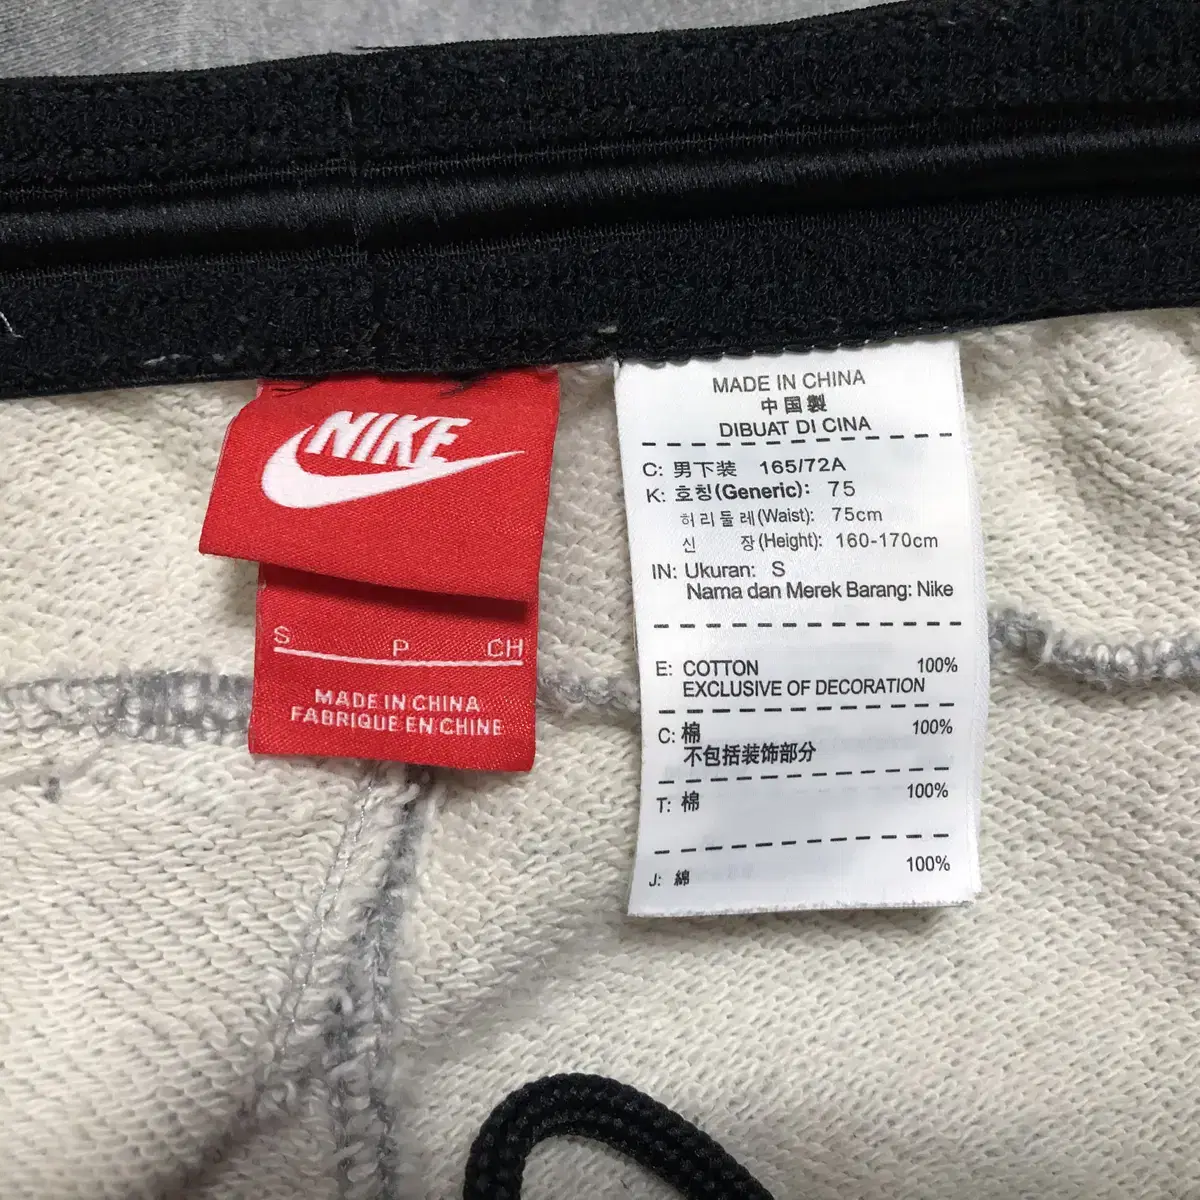 NIKE
S P CH
MADE IN CHINA
FABRIQUE EN CHINE
MADE IN CHINA
中国製
DIBUAT DI CINA
C: 男下装 165/72A
K: 호칭(Generic): 75
허리둘레(Waist): 75cm
신 장(Height): 160-170cm
IN: Ukuran: S
Nama dan Merek Barang: Nike
E: COTTON 100%
EXCLUSIVE OF DECORATION
C: 棉 100%
不包括装饰部分
T: 棉 100%
J: 綿 100%